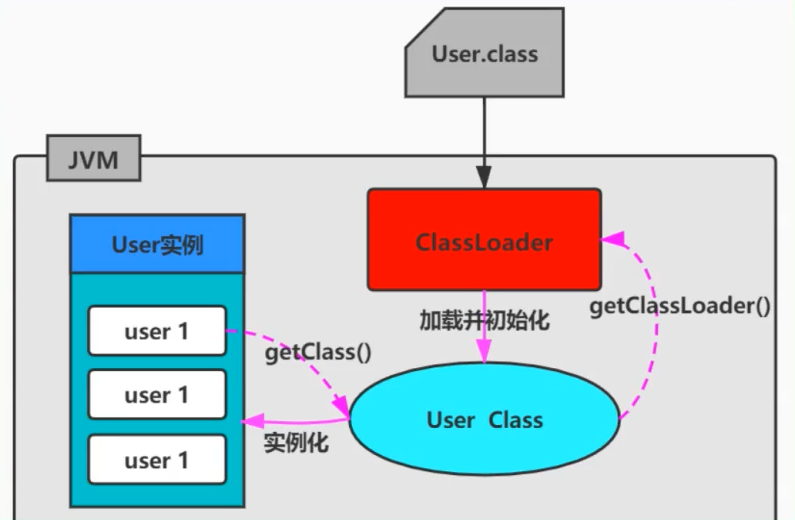 User.class
JVM
User实例
ClassLoader
getClassLoader()
加载并初始化
user 1
getClass()
user 1
User Class
实例化
user 1